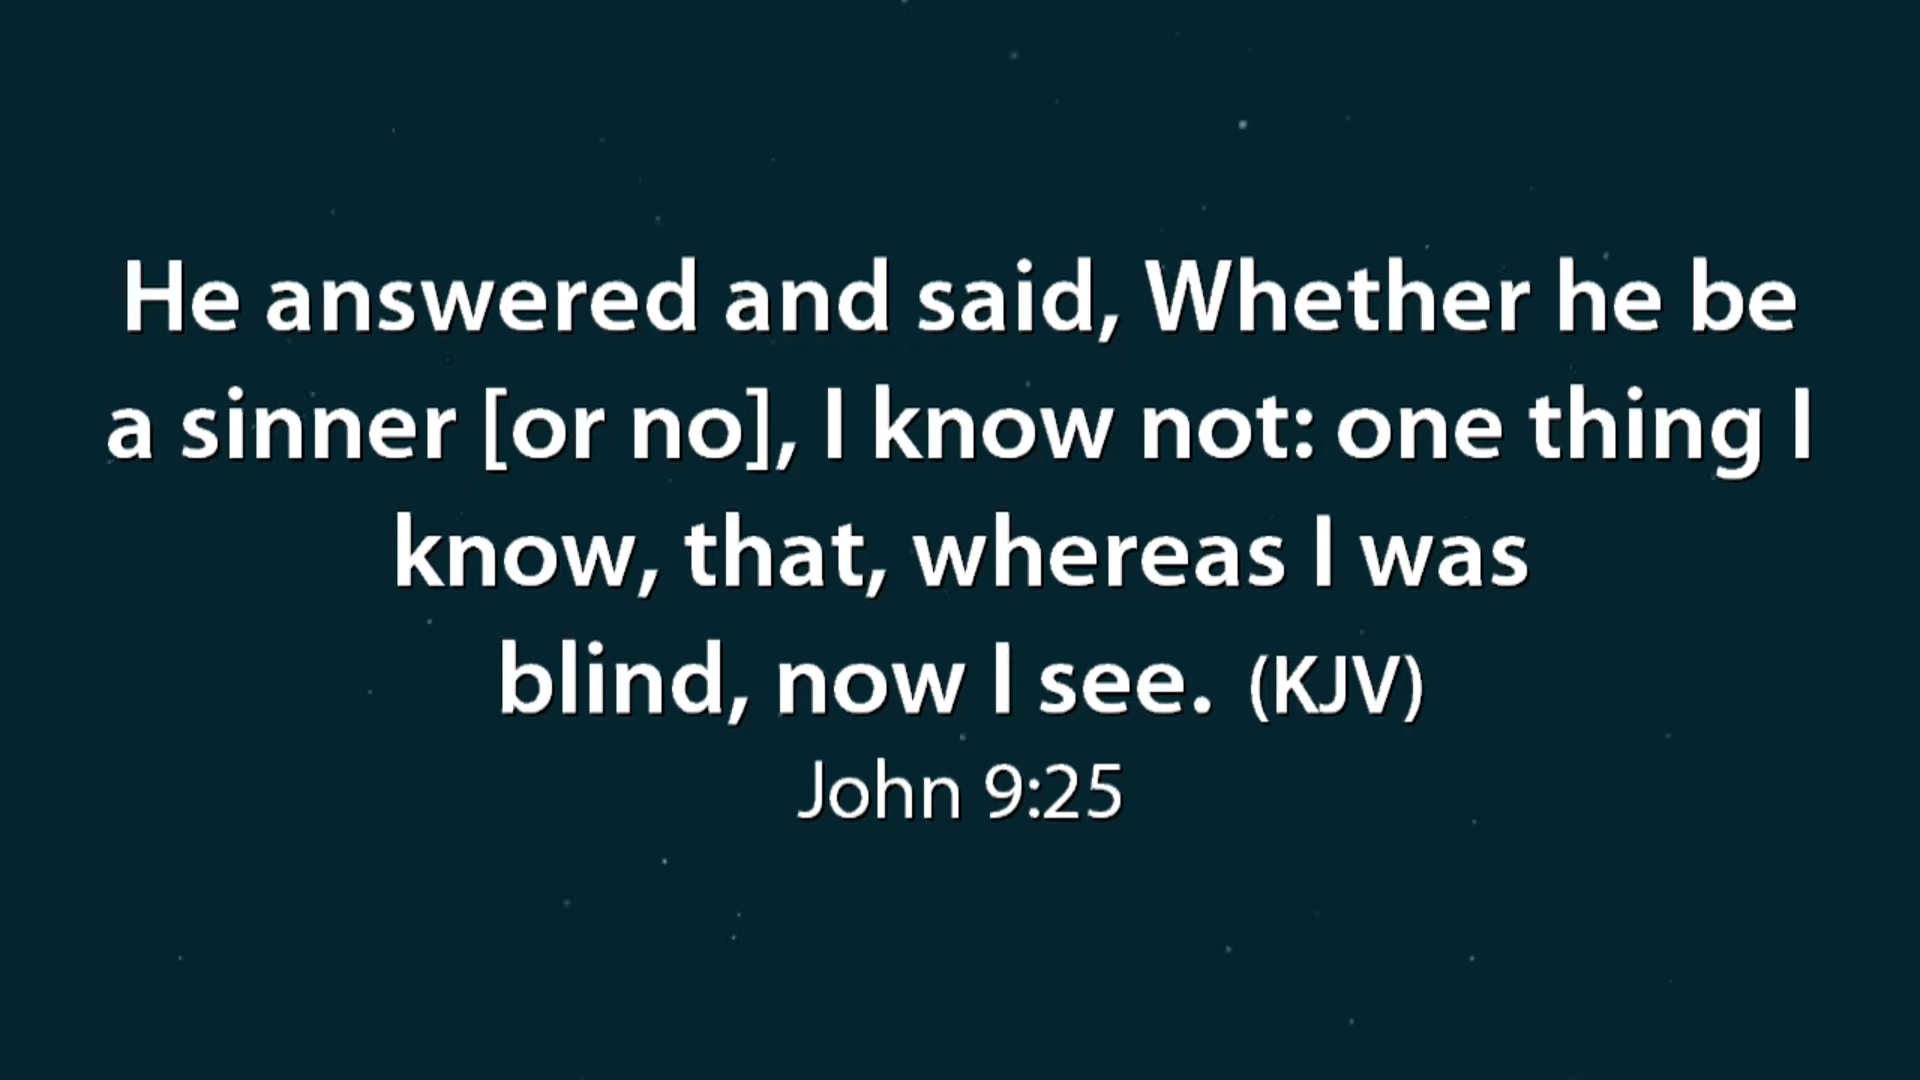 He answered and said, Whether he be
a sinner [or no], I know not: one thing I
know, that, whereas I was
blind, now I see. (KJV)
John 9:25